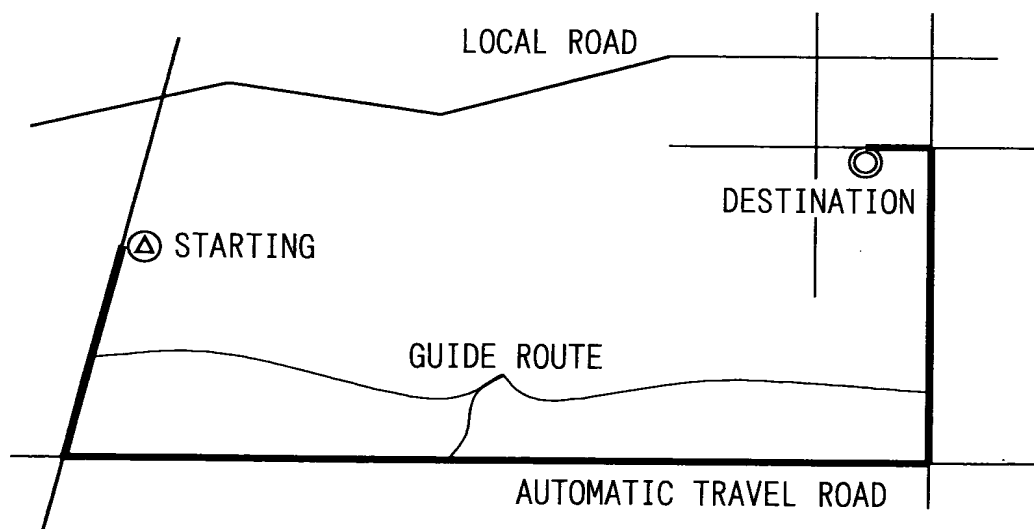 LOCAL ROAD
DESTINATION
STARTING
GUIDE ROUTE
AUTOMATIC TRAVEL ROAD